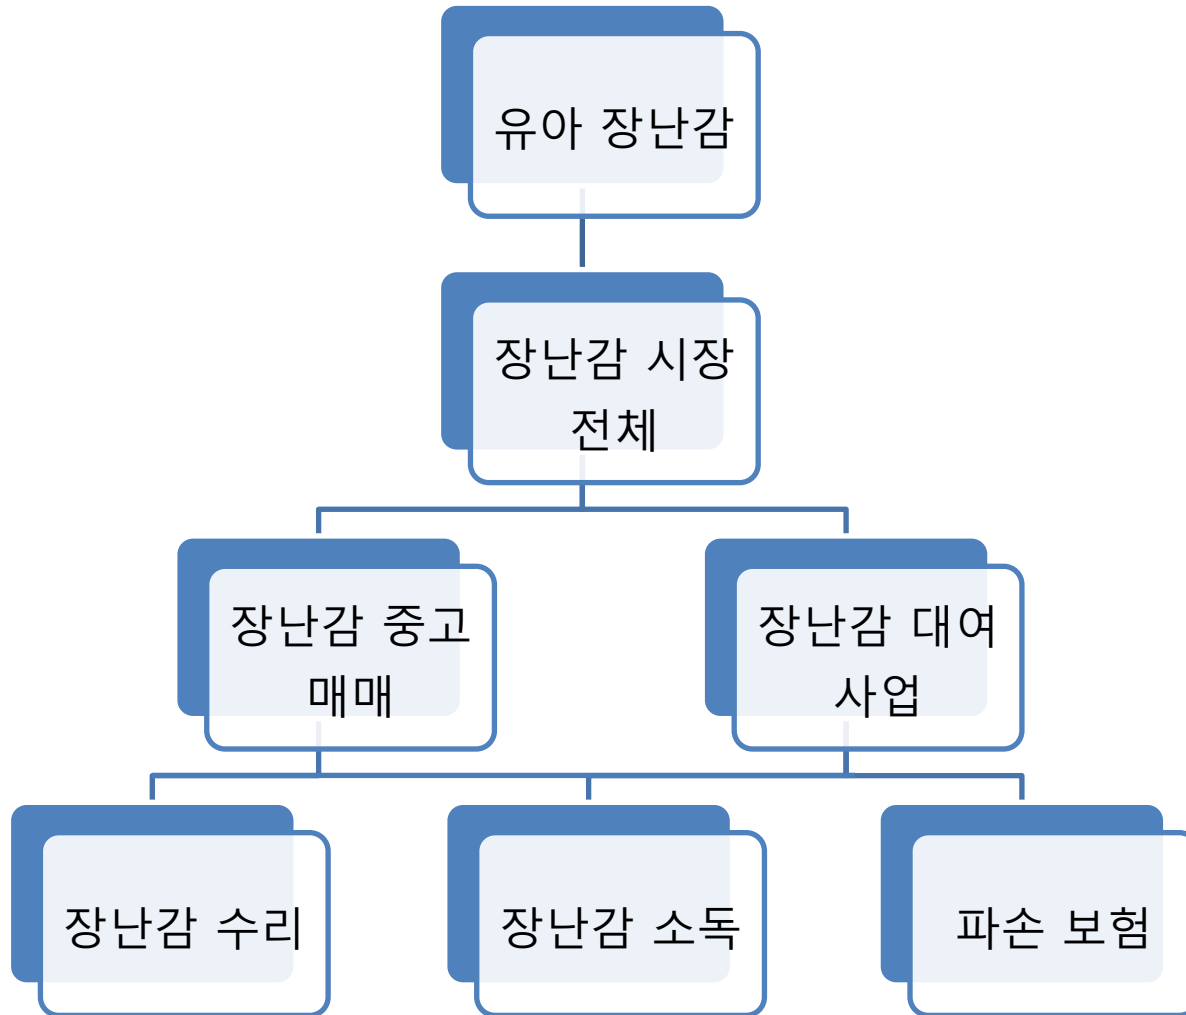 유아 장난감
장난감 시장
전체
장난감 중고
매매
장난감 대여
사업
장난감 수리
장난감 소독
파손 보험